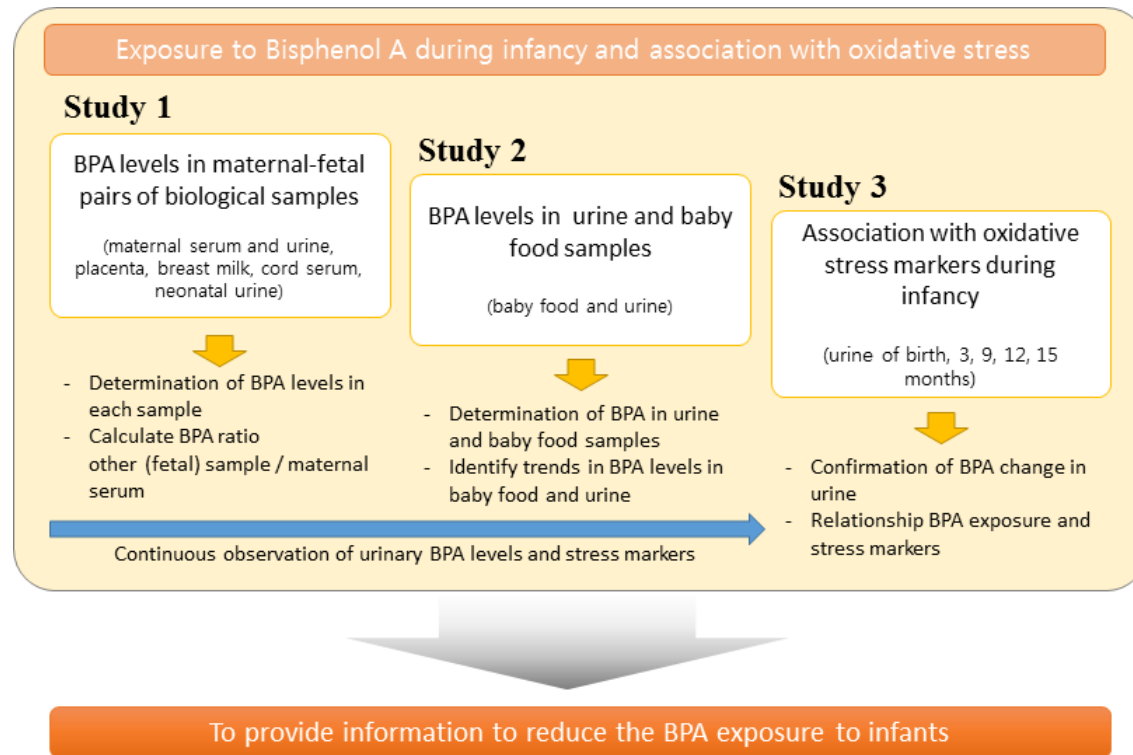 Exposure to Bisphenol A during infancy and association with oxidative stress
Study 1
BPA levels in maternal-fetal
pairs of biological samples
(maternal serum and urine,
placenta, breast milk, cord serum,
neonatal urine)
- Determination of BPA levels in
each sample
- Calculate BPA ratio
other (fetal) sample / maternal
serum
Study 2
BPA levels in urine and baby
food samples
(baby food and urine)
- Determination of BPA in urine
and baby food samples
- Identify trends in BPA levels in
baby food and urine
Study 3
Association with oxidative
stress markers during
infancy
(urine of birth, 3, 9, 12, 15
months)
- Confirmation of BPA change in
urine
- Relationship BPA exposure and
stress markers
Continuous observation of urinary BPA levels and stress markers
To provide information to reduce the BPA exposure to infants